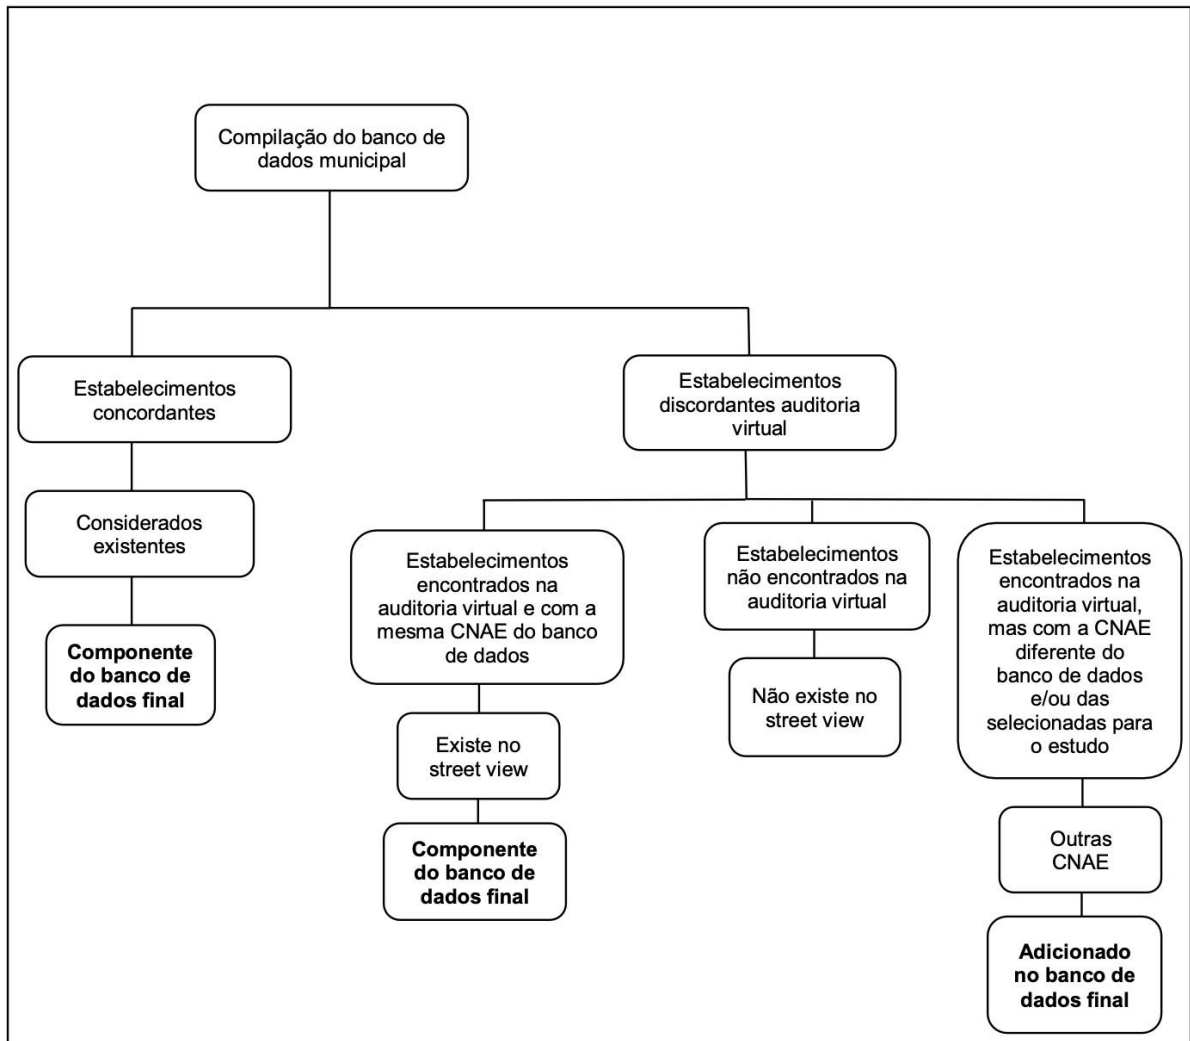 Compilação do banco de
dados municipal
Estabelecimentos
concordantes
Estabelecimentos
discordantes auditoria
virtual
Considerados
existentes
Componente
do banco de
dados final
Estabelecimentos
encontrados na
auditoria virtual e com a
mesma CNAE do banco
de dados
Existe no
street view
Componente
do banco de
dados final
Estabelecimentos
não encontrados na
auditoria virtual
Não existe no
street view
Estabelecimentos
encontrados na
auditoria virtual,
mas com a CNAE
diferente do
banco de dados
e/ou das
selecionadas para
o estudo
Outras
CNAE
Adicionado
no banco de
dados final